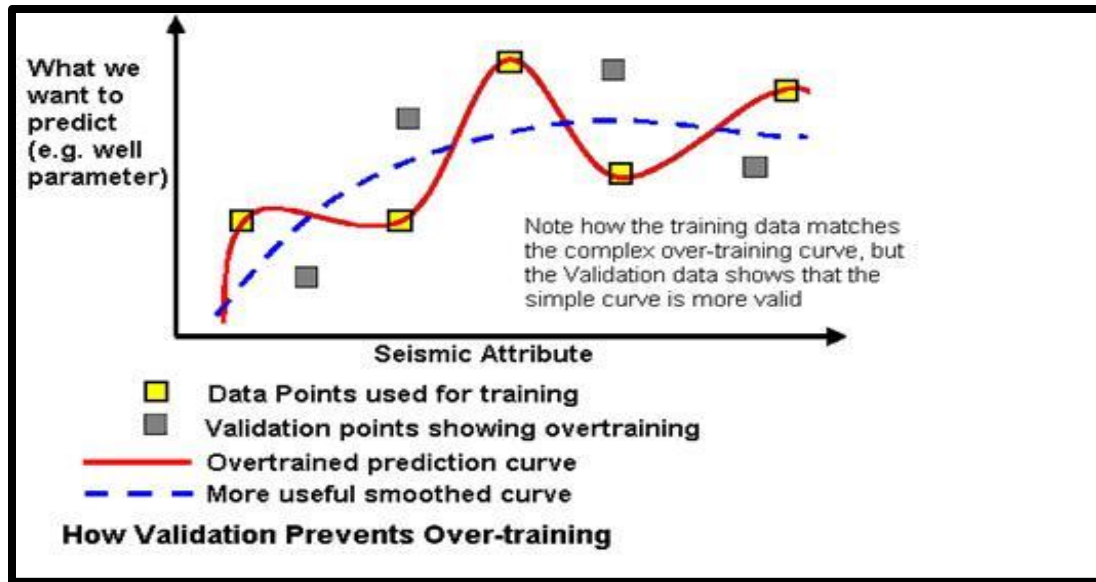 What we
want to
predict
(e.g. well
parameter)
Note how the training data matches
the complex over-training curve, but
the Validation data shows that the
simple curve is more valid
Seismic Attribute
Data Points used for training
Validation points showing overtraining
Overtrained prediction curve
More useful smoothed curve
How Validation Prevents Over-training